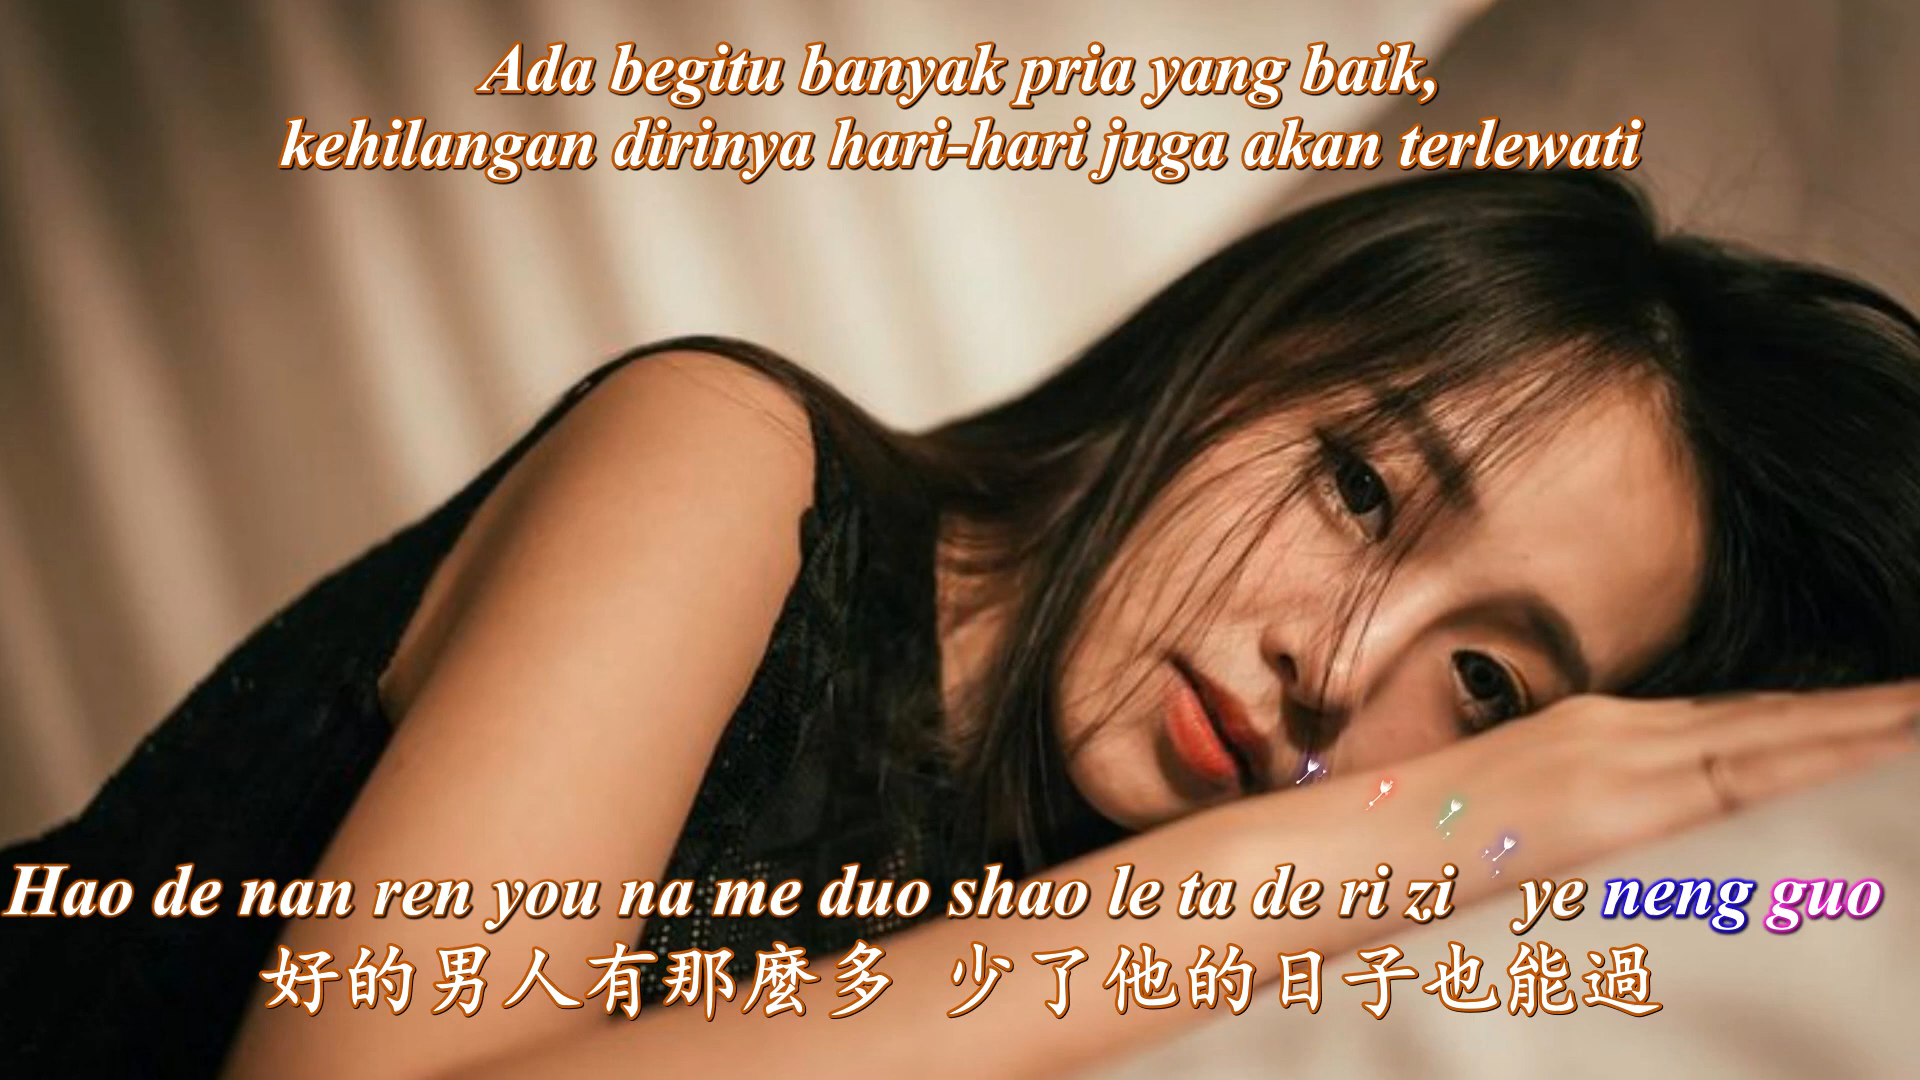 Ada begitu banyak pria yang baik,
kehilangan dirinya hari-hari juga akan terlewati
Hao de nan ren you na me duo shao le ta de ri zi ye neng guo
好的男人有那麼多 少了他的日子也能過